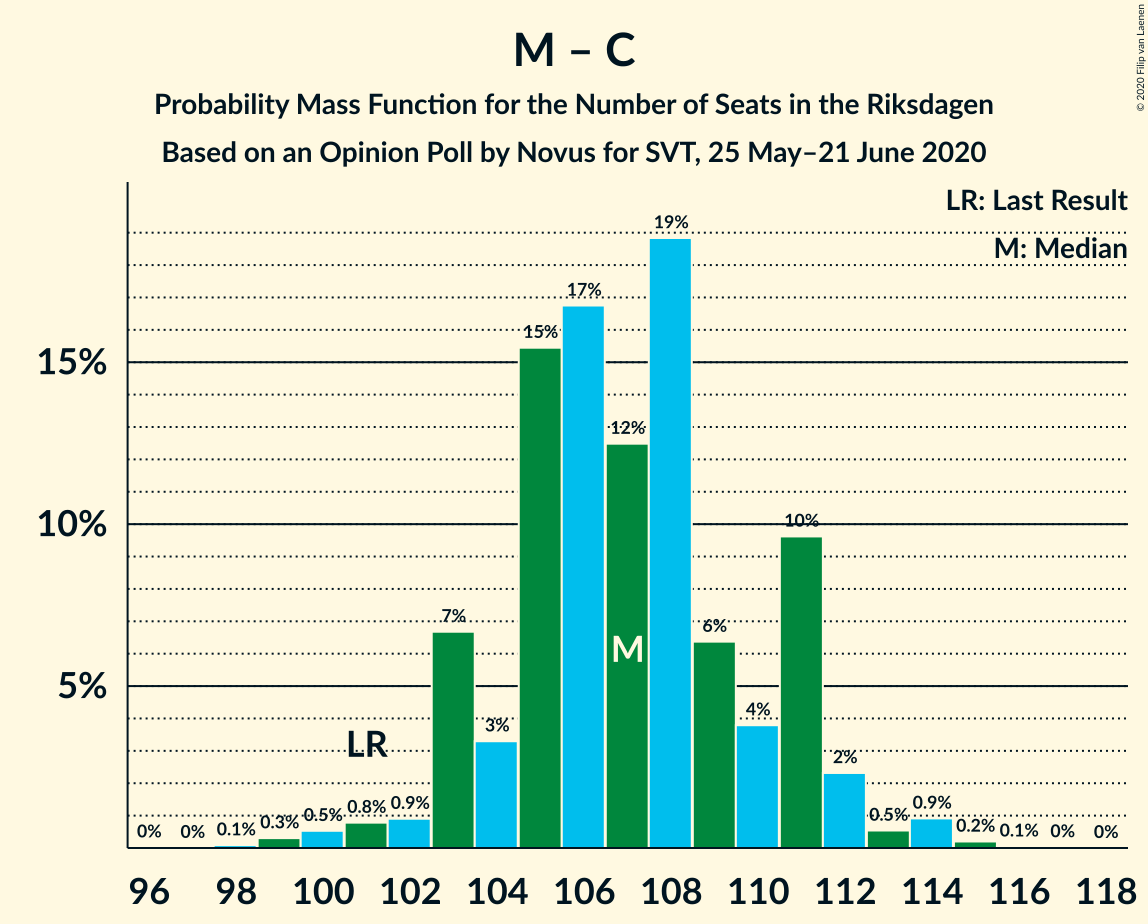 M – C
Probability Mass Function for the Number of Seats in the Riksdagen
Based on an Opinion Poll by Novus for SVT, 25 May–21 June 2020
© 2020 Filip van Laenen
LR: Last Result
M: Median
15%
10%
5%
0%
0%
0.1%
0.3%
0.5%
0.8%
0.9%
7%
3%
15%
17%
12%
19%
6%
4%
10%
2%
0.5%
0.9%
0.2%
0.1%
0%
0%
LR
M
96 98 100 102 104 106 108 110 112 114 116 118